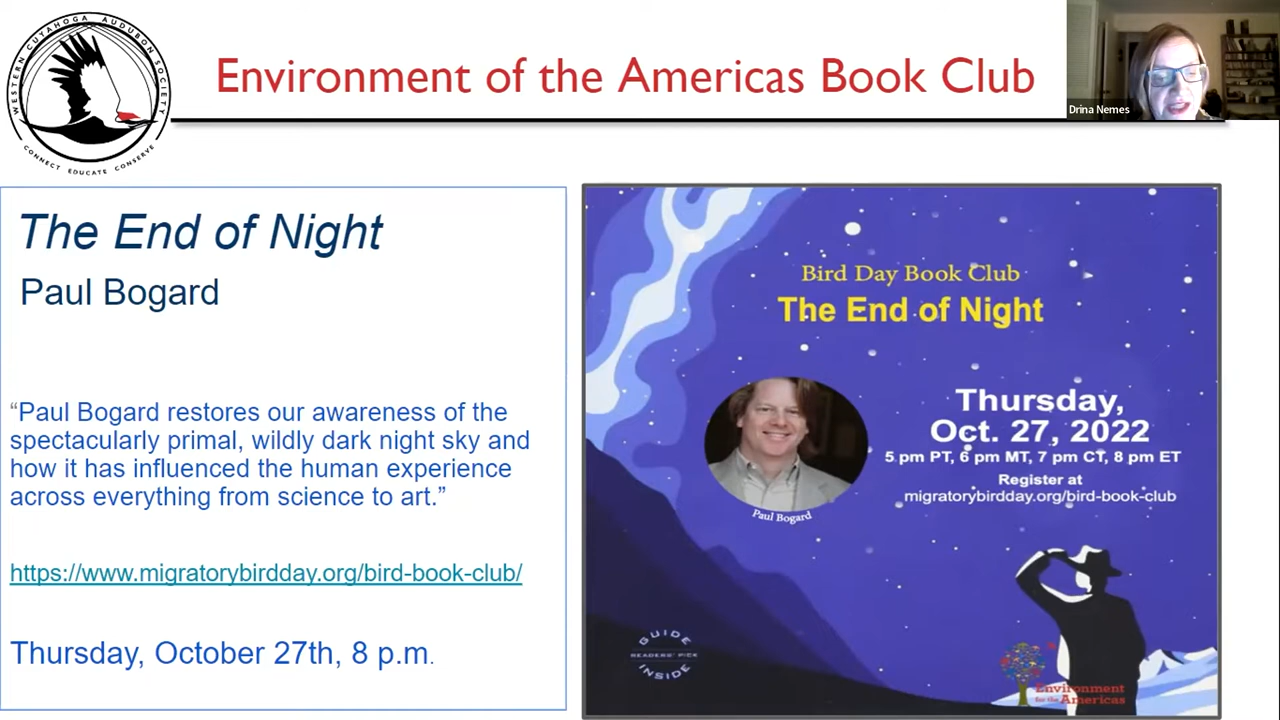 WESTERN CUYAHOGA AUDUBON SOCIETY
CONNECT EDUCATE CONSERVE
Environment of the Americas Book Club
Drina Nemes
The End of Night
Paul Bogard
“Paul Bogard restores our awareness of the
spectacularly primal, wildly dark night sky and
how it has influenced the human experience
across everything from science to art.”
https://www.migratorybirdday.org/bird-book-club/
Thursday, October 27th, 8 p.m.
Bird Day Book Club
The End of Night
Paul Bogard
Thursday,
Oct. 27, 2022
5 pm PT, 6 pm MT, 7 pm CT, 8 pm ET
Register at
migratorybirdday.org/bird-book-club
GUIDE
READERS' PICK
INSIDE
Environment
for the Americas